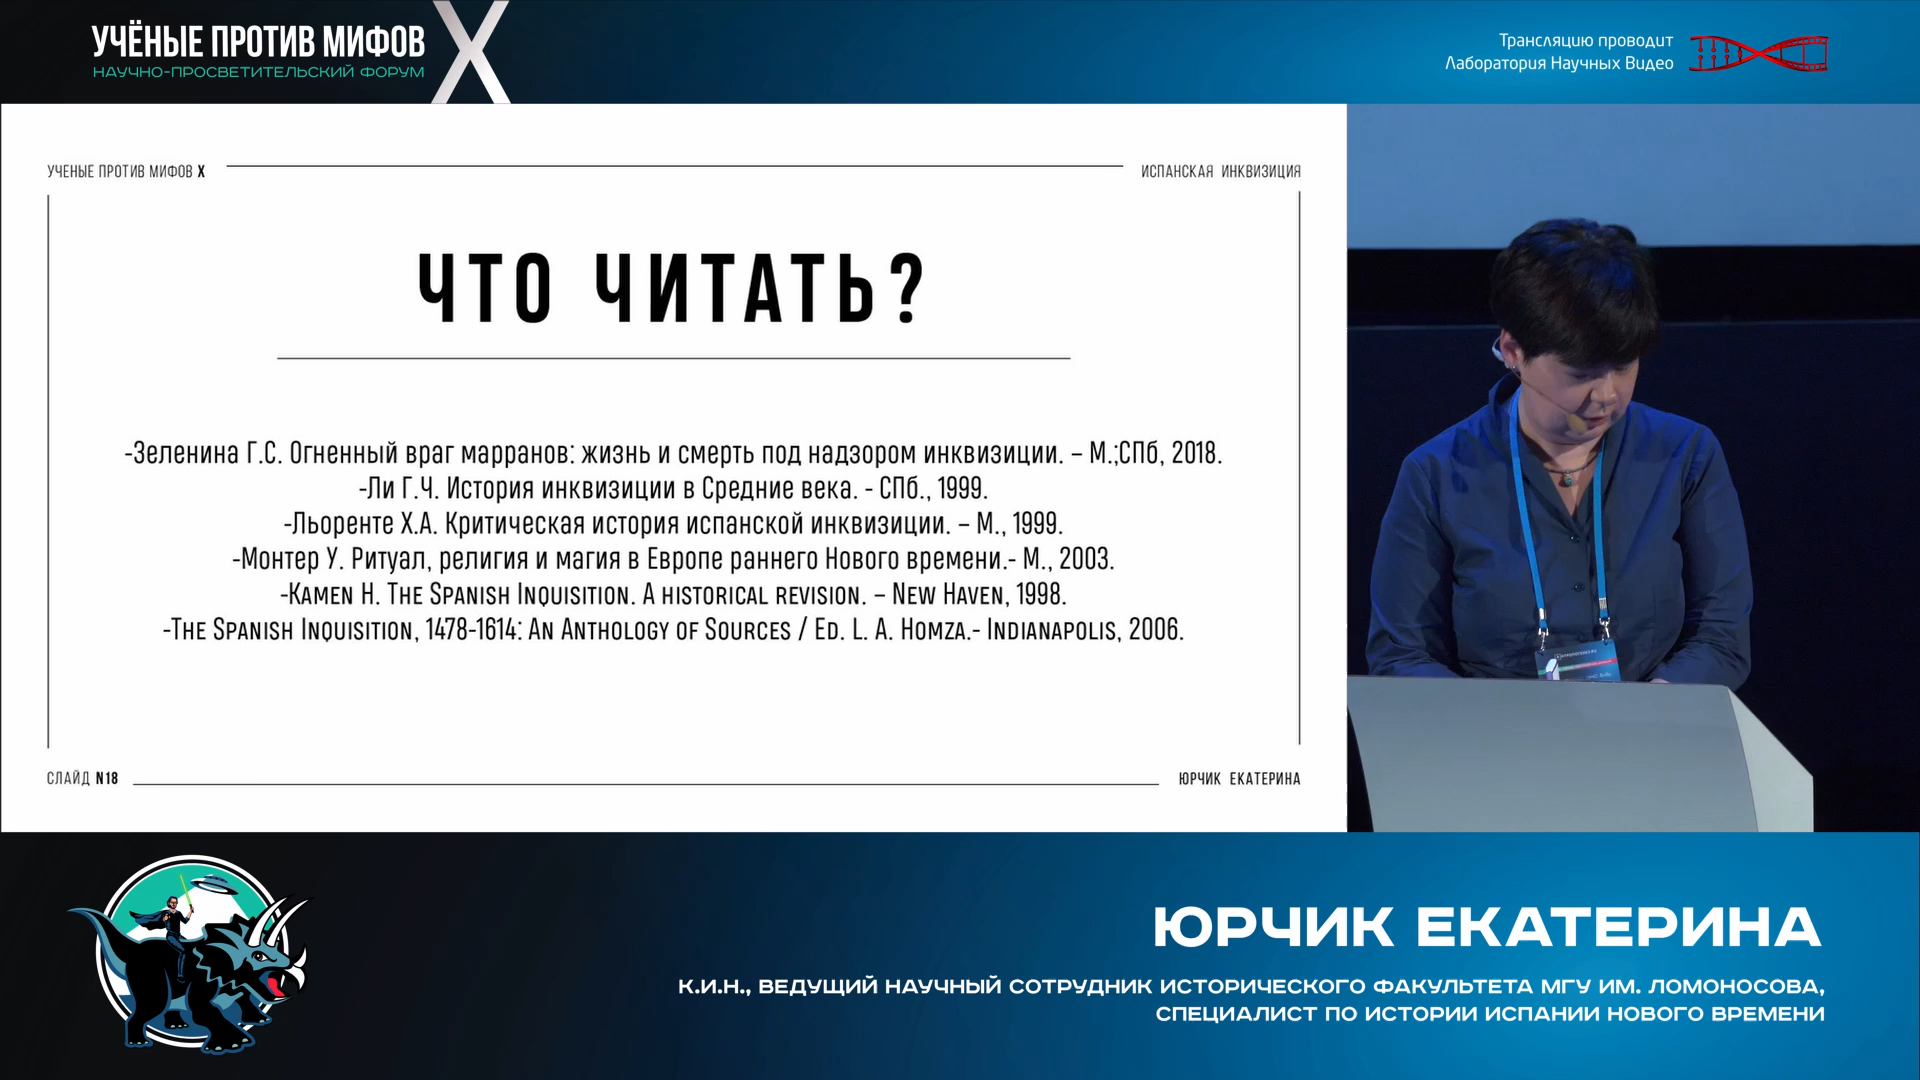 УЧЁНЫЕ ПРОТИВ МИФОВ X
НАУЧНО-ПРОСВЕТИТЕЛЬСКИЙ ФОРУМ
Трансляцию проводит
Лаборатория Научных Видео
УЧЕНЫЕ ПРОТИВ МИФОВ X
ИСПАНСКАЯ ИНКВИЗИЦИЯ
ЧТО ЧИТАТЬ?
-Зеленина Г.С. Огненный враг марранов: жизнь и смерть под надзором инквизиции. – М.;СПб, 2018.
-Ли Г.Ч. История инквизиции в Средние века. - СПб., 1999.
-Льоренте Х.А. Критическая история испанской инквизиции. – М., 1999.
-Монтер У. Ритуал, религия и магия в Европе раннего Нового времени.- М., 2003.
-Kamen H. The Spanish Inquisition. A historical revision. – New Haven, 1998.
-The Spanish Inquisition, 1478-1614: An Anthology of Sources / Ed. L. A. Homza.- Indianapolis, 2006.
СЛАЙД N18
ЮРЧИК ЕКАТЕРИНА
ЮРЧИК ЕКАТЕРИНА
К.И.Н., ВЕДУЩИЙ НАУЧНЫЙ СОТРУДНИК ИСТОРИЧЕСКОГО ФАКУЛЬТЕТА МГУ ИМ. ЛОМОНОСОВА,
СПЕЦИАЛИСТ ПО ИСТОРИИ ИСПАНИИ НОВОГО ВРЕМЕНИ